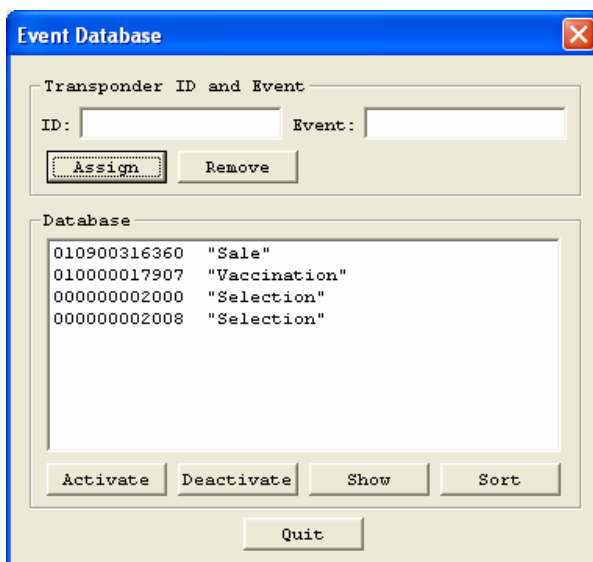 Event Database
Transponder ID and Event
ID: Event:
Assign Remove
Database
010900316360 "Sale"
010000017907 "Vaccination"
000000002000 "Selection"
000000002008 "Selection"
Activate Deactivate Show Sort
Quit